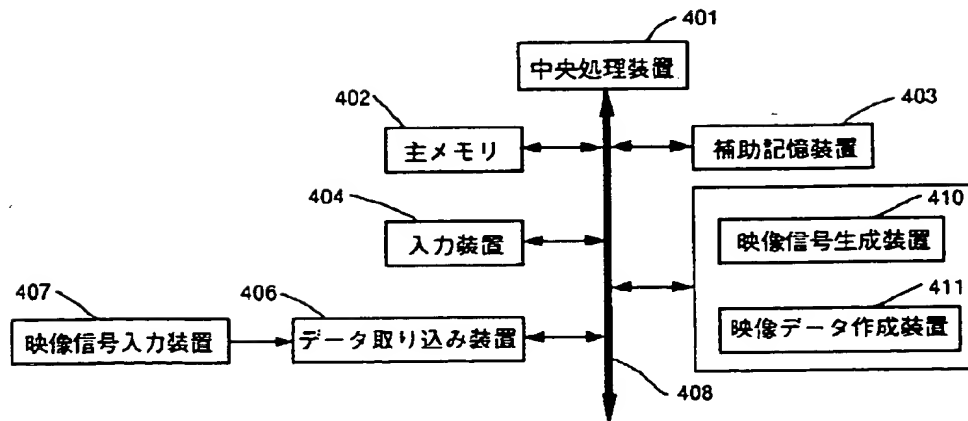 401
中央処理装置
402
主メモリ
403
補助記憶装置
404
入力装置
410
映像信号生成装置
407
映像信号入力装置
406
データ取り込み装置
411
映像データ作成装置
408